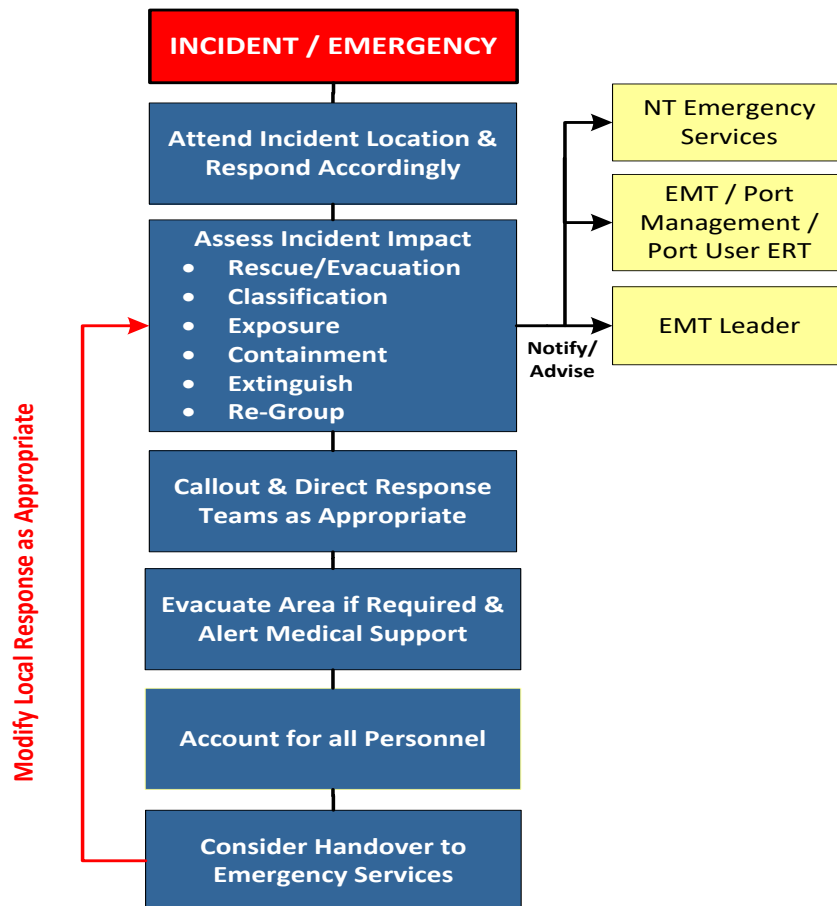 INCIDENT / EMERGENCY
Attend Incident Location &
Respond Accordingly
Assess Incident Impact
• Rescue/Evacuation
• Classification
• Exposure
• Containment
• Extinguish
• Re-Group
Notify/
Advise
NT Emergency
Services
EMT / Port
Management /
Port User ERT
EMT Leader
Callout & Direct Response
Teams as Appropriate
Evacuate Area if Required &
Alert Medical Support
Account for all Personnel
Consider Handover to
Emergency Services
Modify Local Response as Appropriate